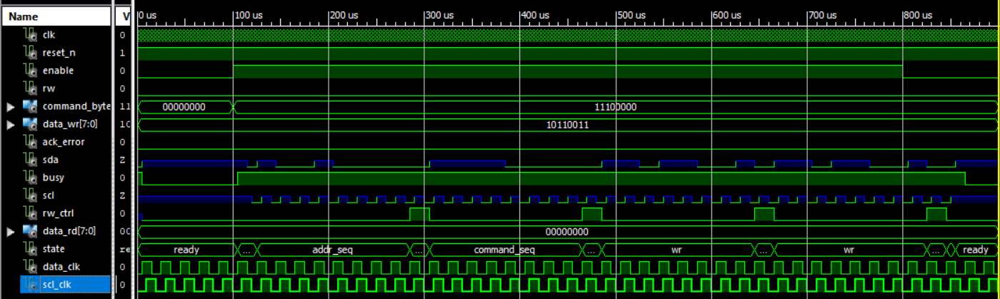 Name V 0 us 100 us 200 us 300 us 400 us 500 us 600 us 700 us 800 us
clk 0
reset_n 1
enable 0
rw 0
command_byte 11 00000000 11100000
data_wr[7:0] 10 10110011
ack_error 0
sda Z
busy 0
scl Z
rw_ctrl 0
data_rd[7:0] 00 00000000
state re ready ... addr_seq ... command_seq ... wr ... wr ... ready
data_clk 0
scl_clk 0